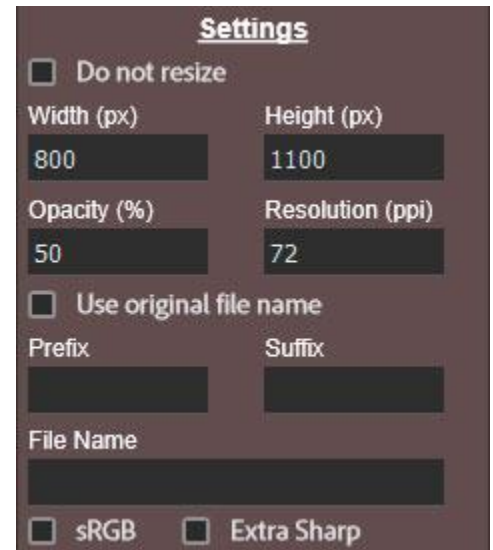 Settings
Do not resize
Width (px) Height (px)
800 1100
Opacity (%) Resolution (ppi)
50 72
Use original file name
Prefix Suffix
File Name
sRGB Extra Sharp